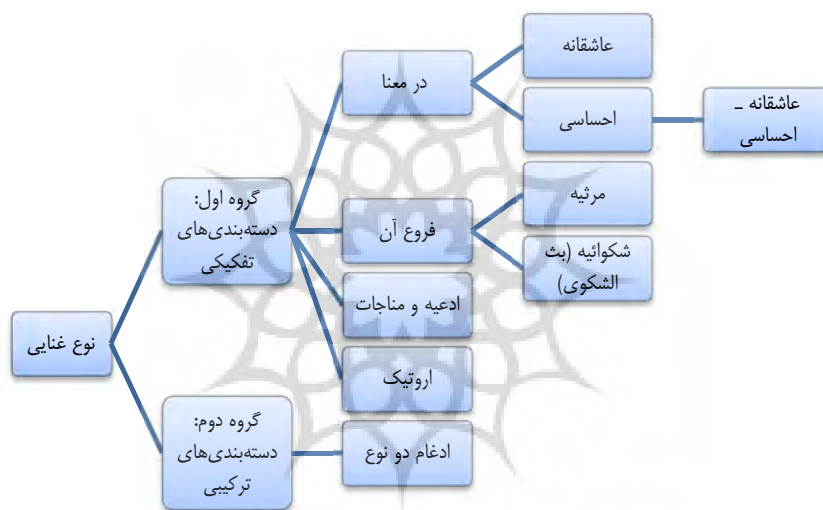 نوع غنایی
گروه اول:
دسته‌بندی‌های
تفکیکی
در معنا
عاشقانه
احساسی
عاشقانه ـ
احساسی
فروع آن
مرثیه
شکوائیه (بث
الشکوی)
ادعیه و مناجات
اروتیک
گروه دوم:
دسته‌بندی‌های
ترکیبی
ادغام دو نوع